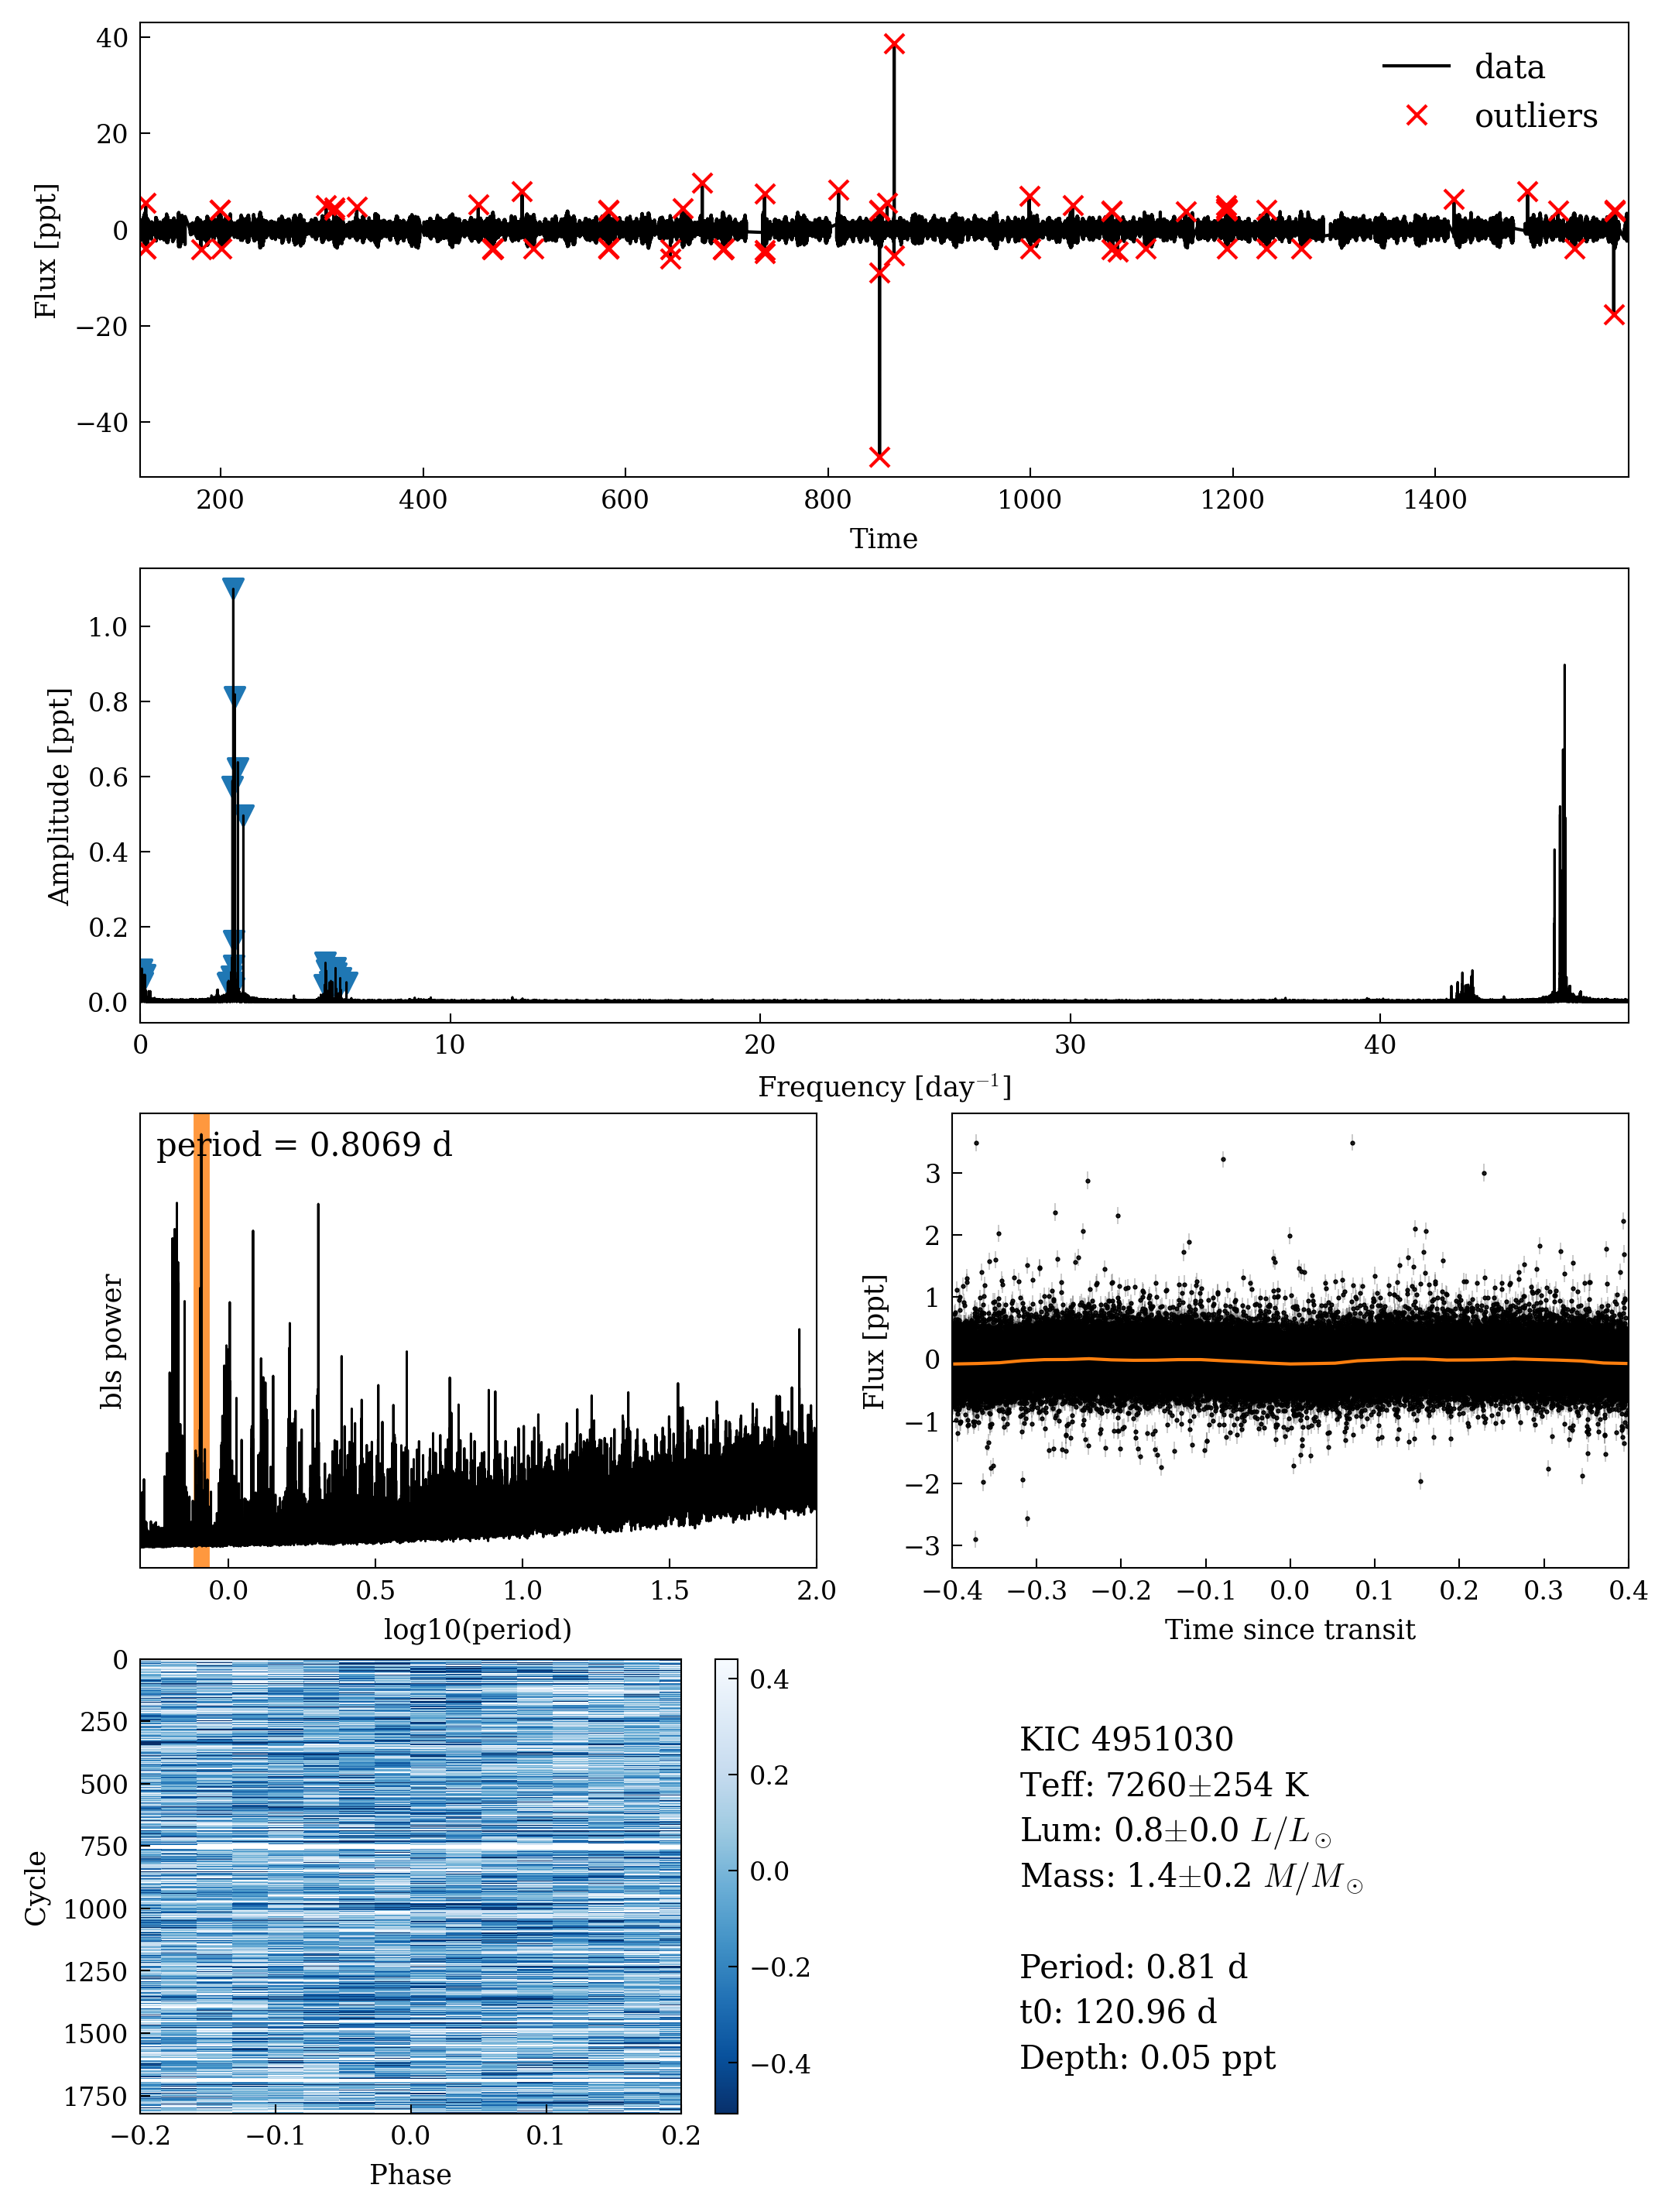 40
20
0
−20
−40
Flux [ppt]
data
outliers
200 400 600 800 1000 1200 1400
Time
1.0
0.8
0.6
0.4
0.2
0.0
Amplitude [ppt]
0 10 20 30 40
Frequency [day⁻¹]
period = 0.8069 d
bls power
0.0 0.5 1.0 1.5 2.0
log10(period)
3
2
1
0
−1
−2
−3
Flux [ppt]
−0.4 −0.3 −0.2 −0.1 0.0 0.1 0.2 0.3 0.4
Time since transit
0
250
500
750
1000
1250
1500
1750
Cycle
−0.2 −0.1 0.0 0.1 0.2
Phase
0.4
0.2
0.0
−0.2
−0.4
KIC 4951030
Teff: 7260±254 K
Lum: 0.8±0.0 L/L☉
Mass: 1.4±0.2 M/M☉
Period: 0.81 d
t0: 120.96 d
Depth: 0.05 ppt